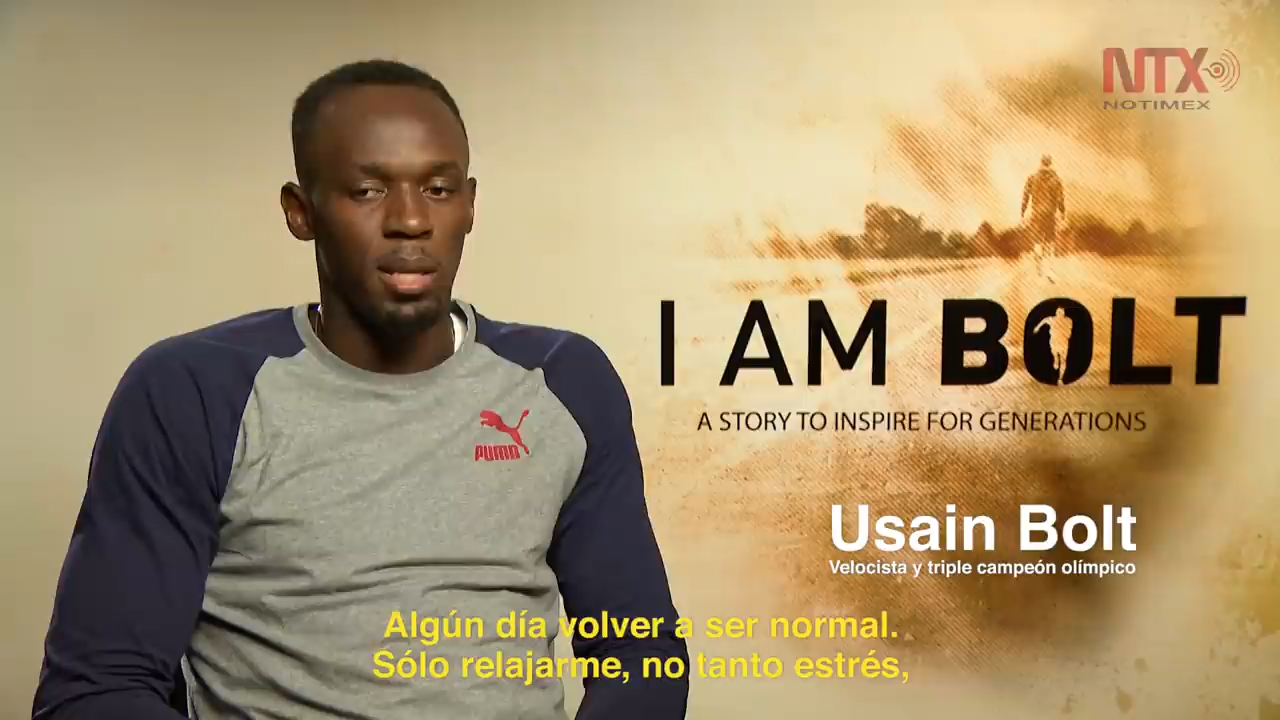 NTX
NOTIMEX
I AM BOLT
A STORY TO INSPIRE FOR GENERATIONS
PUMA
Usain Bolt
Velocista y triple campeón olímpico
Algún día volver a ser normal.
Sólo relajarme, no tanto estrés,